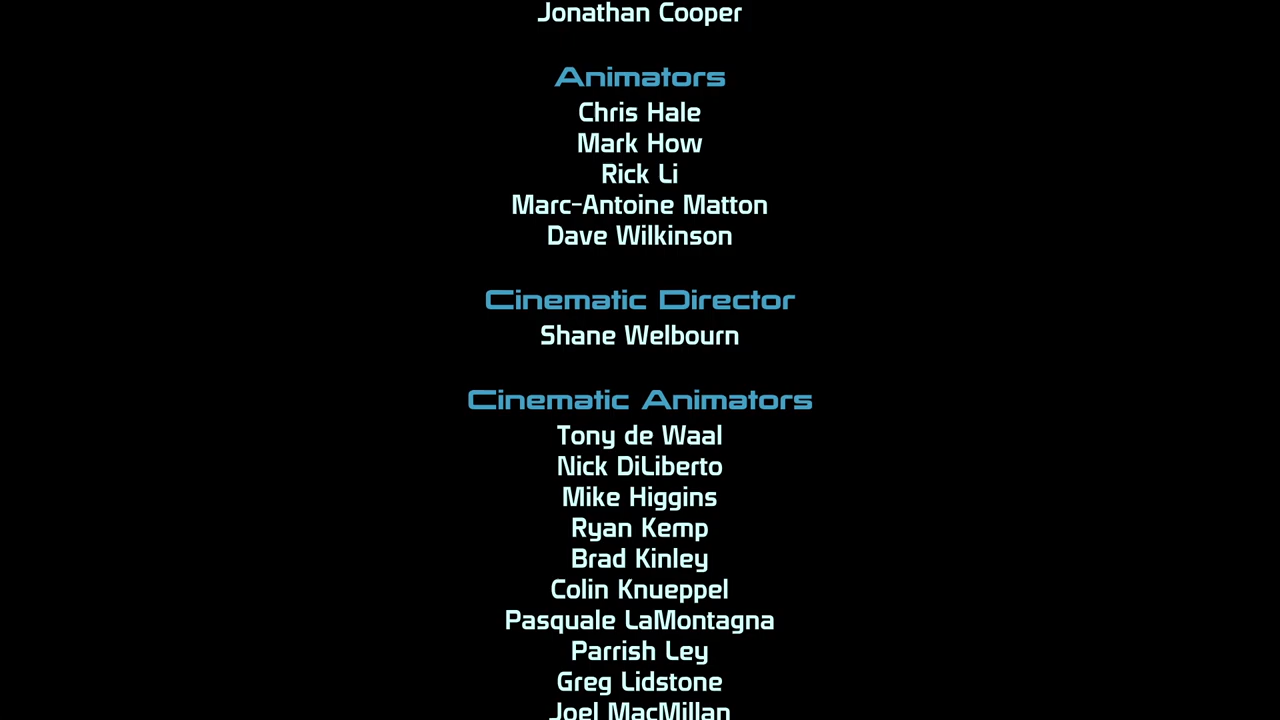 Jonathan Cooper
Animators
Chris Hale
Mark How
Rick Li
Marc-Antoine Matton
Dave Wilkinson
Cinematic Director
Shane Welbourn
Cinematic Animators
Tony de Waal
Nick DiLiberto
Mike Higgins
Ryan Kemp
Brad Kinley
Colin Knueppel
Pasquale LaMontagna
Parrish Ley
Greg Lidstone
Joel MacMillan